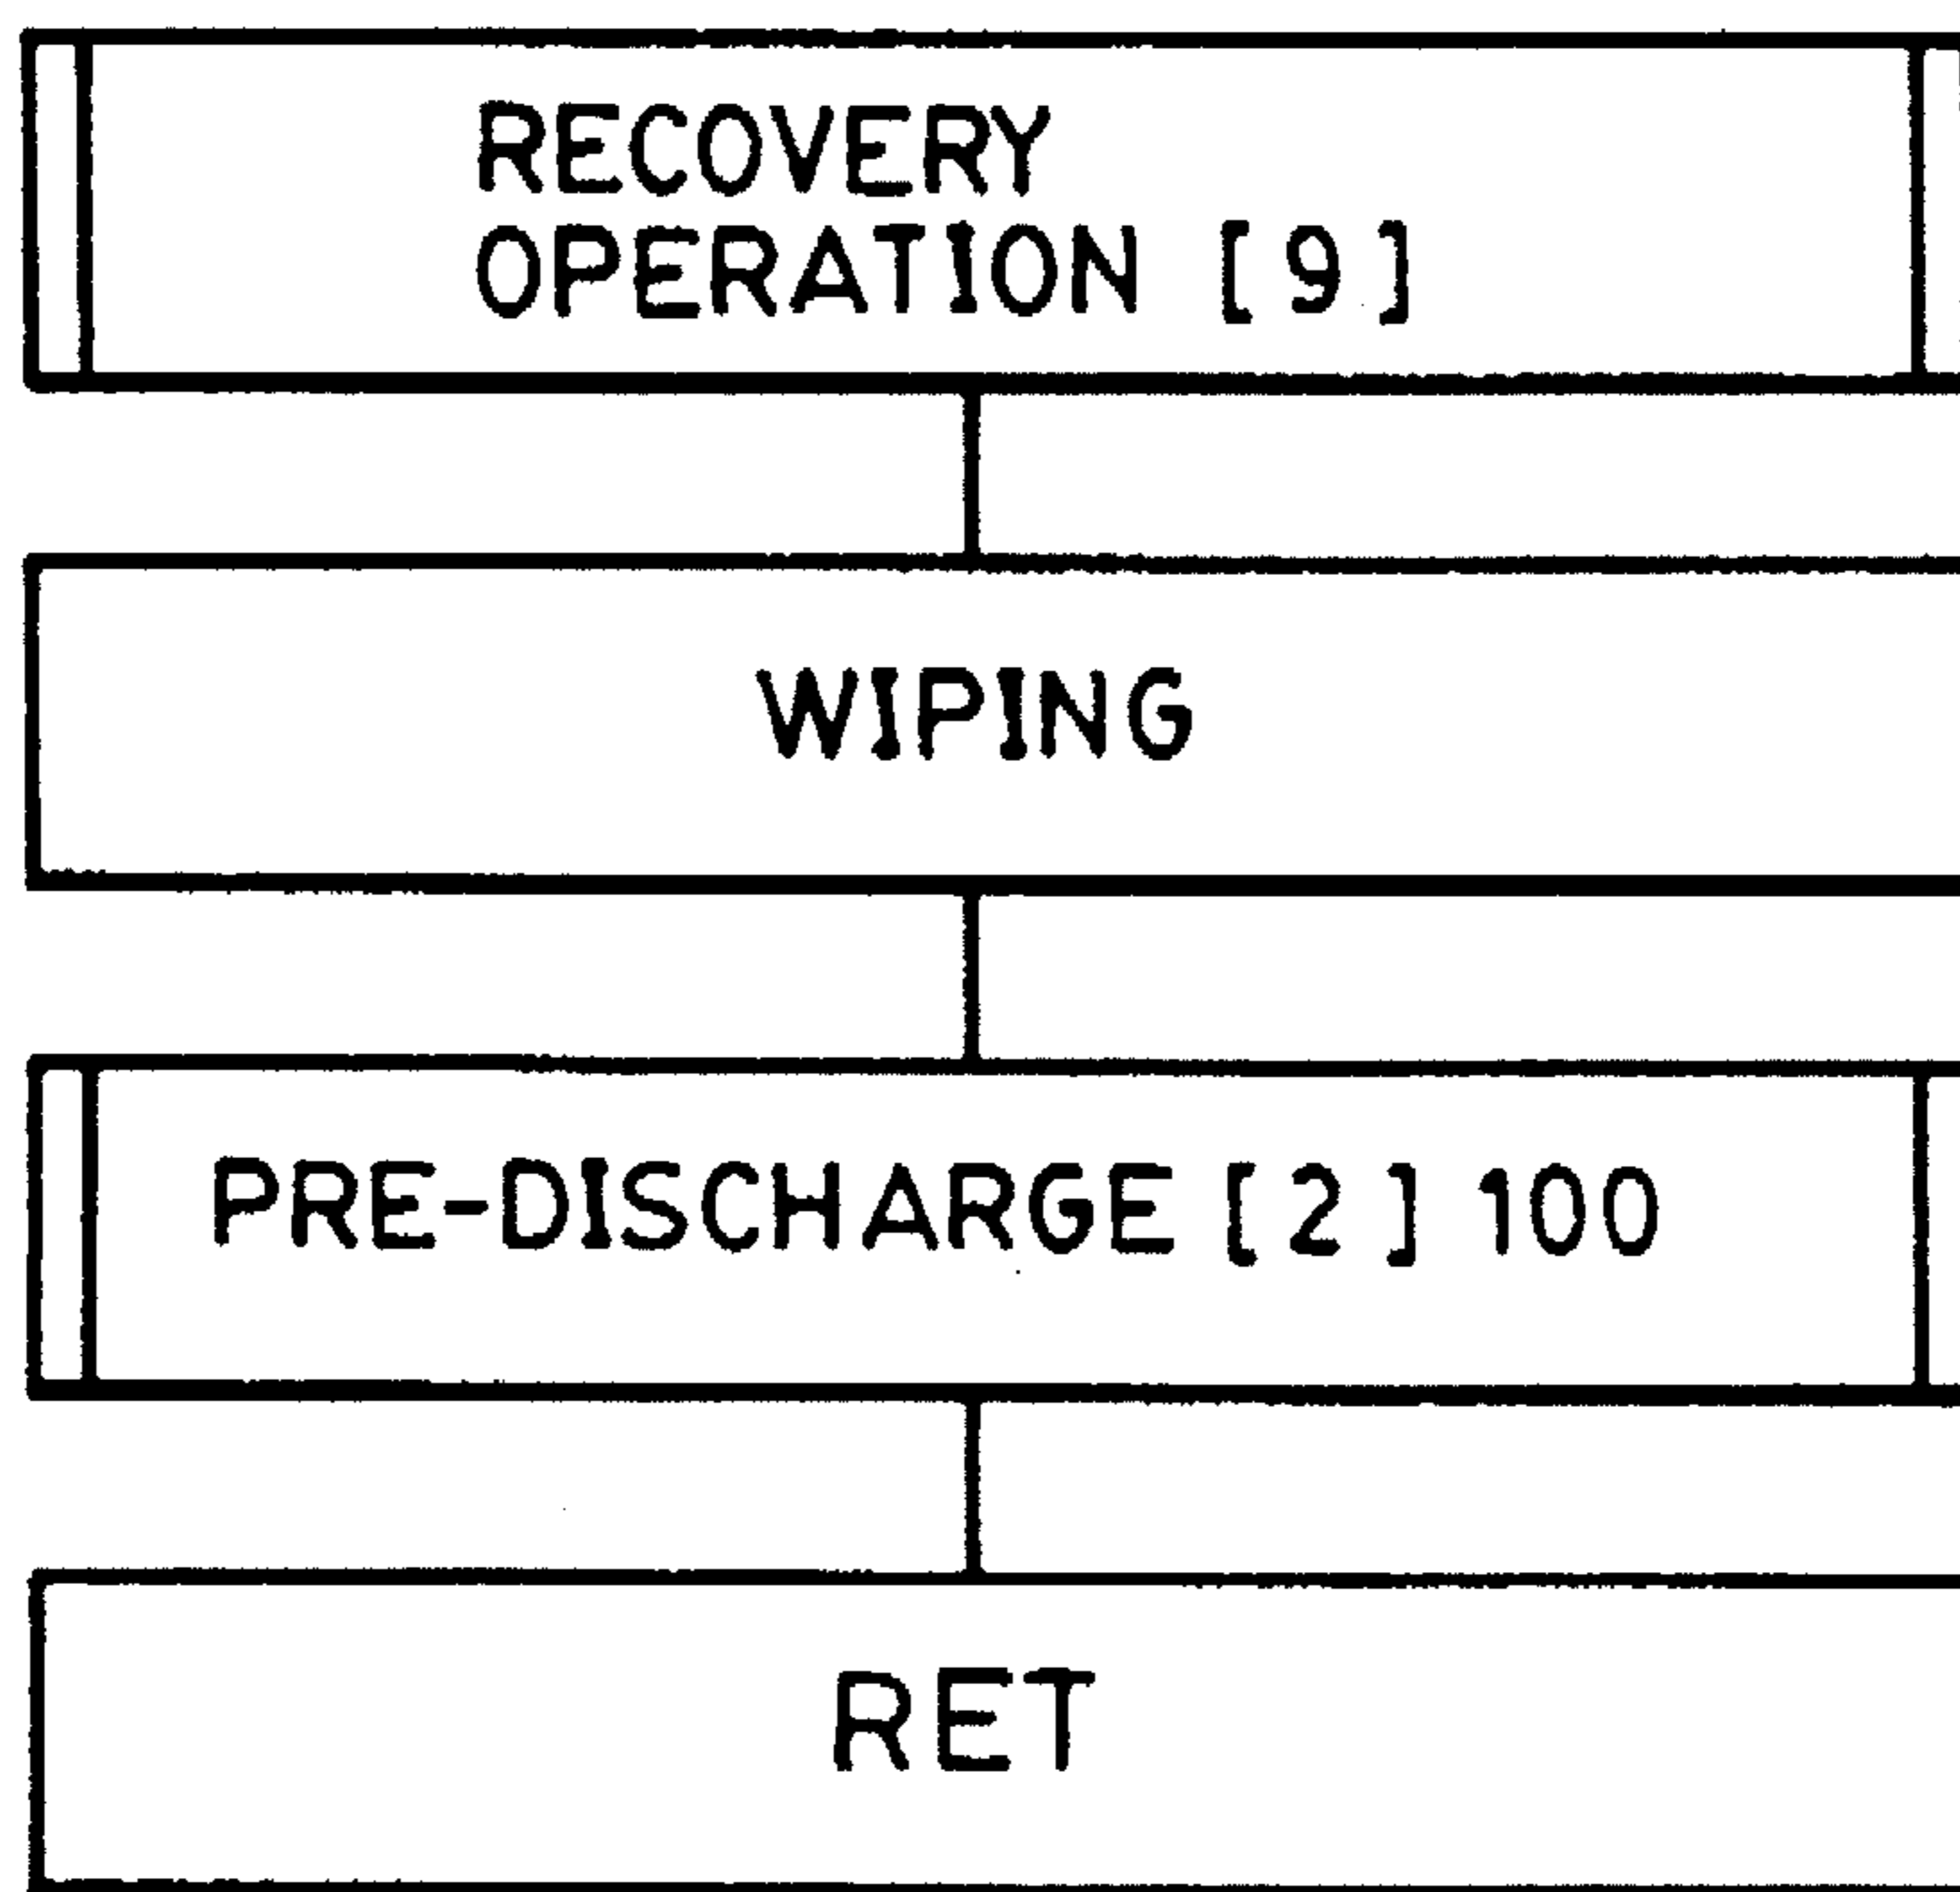 RECOVERY
OPERATION [9]
WIPING
PRE-DISCHARGE [2] 100
RET